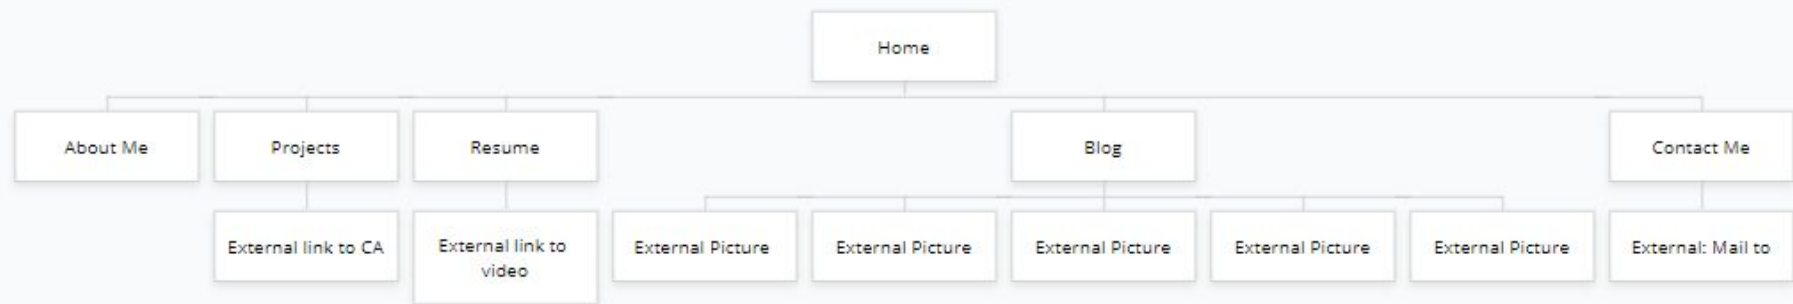 Home
About Me
Projects
Resume
Blog
Contact Me
External link to CA
External link to
video
External Picture
External Picture
External Picture
External Picture
External Picture
External: Mail to